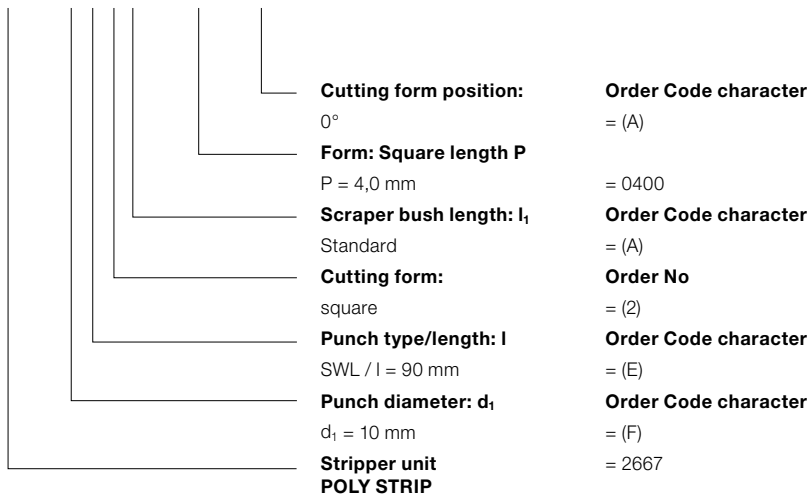 Cutting form position: Order Code character
0° = (A)
Form: Square length P
P = 4,0 mm = 0400
Scraper bush length: l₁ Order Code character
Standard = (A)
Cutting form: Order No
square = (2)
Punch type/length: l Order Code character
SWL / l = 90 mm = (E)
Punch diameter: d₁ Order Code character
d₁ = 10 mm = (F)
Stripper unit = 2667
POLY STRIP